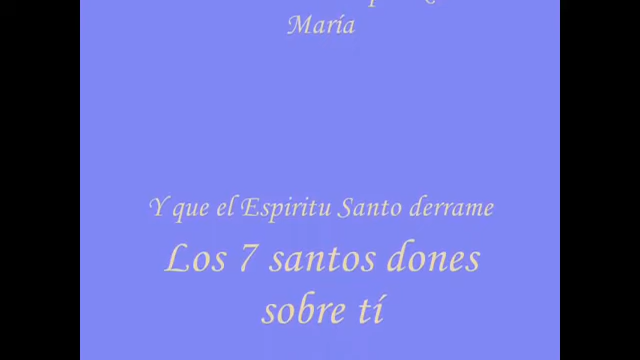 María
Y que el Espiritu Santo derrame
Los 7 santos dones
sobre tí